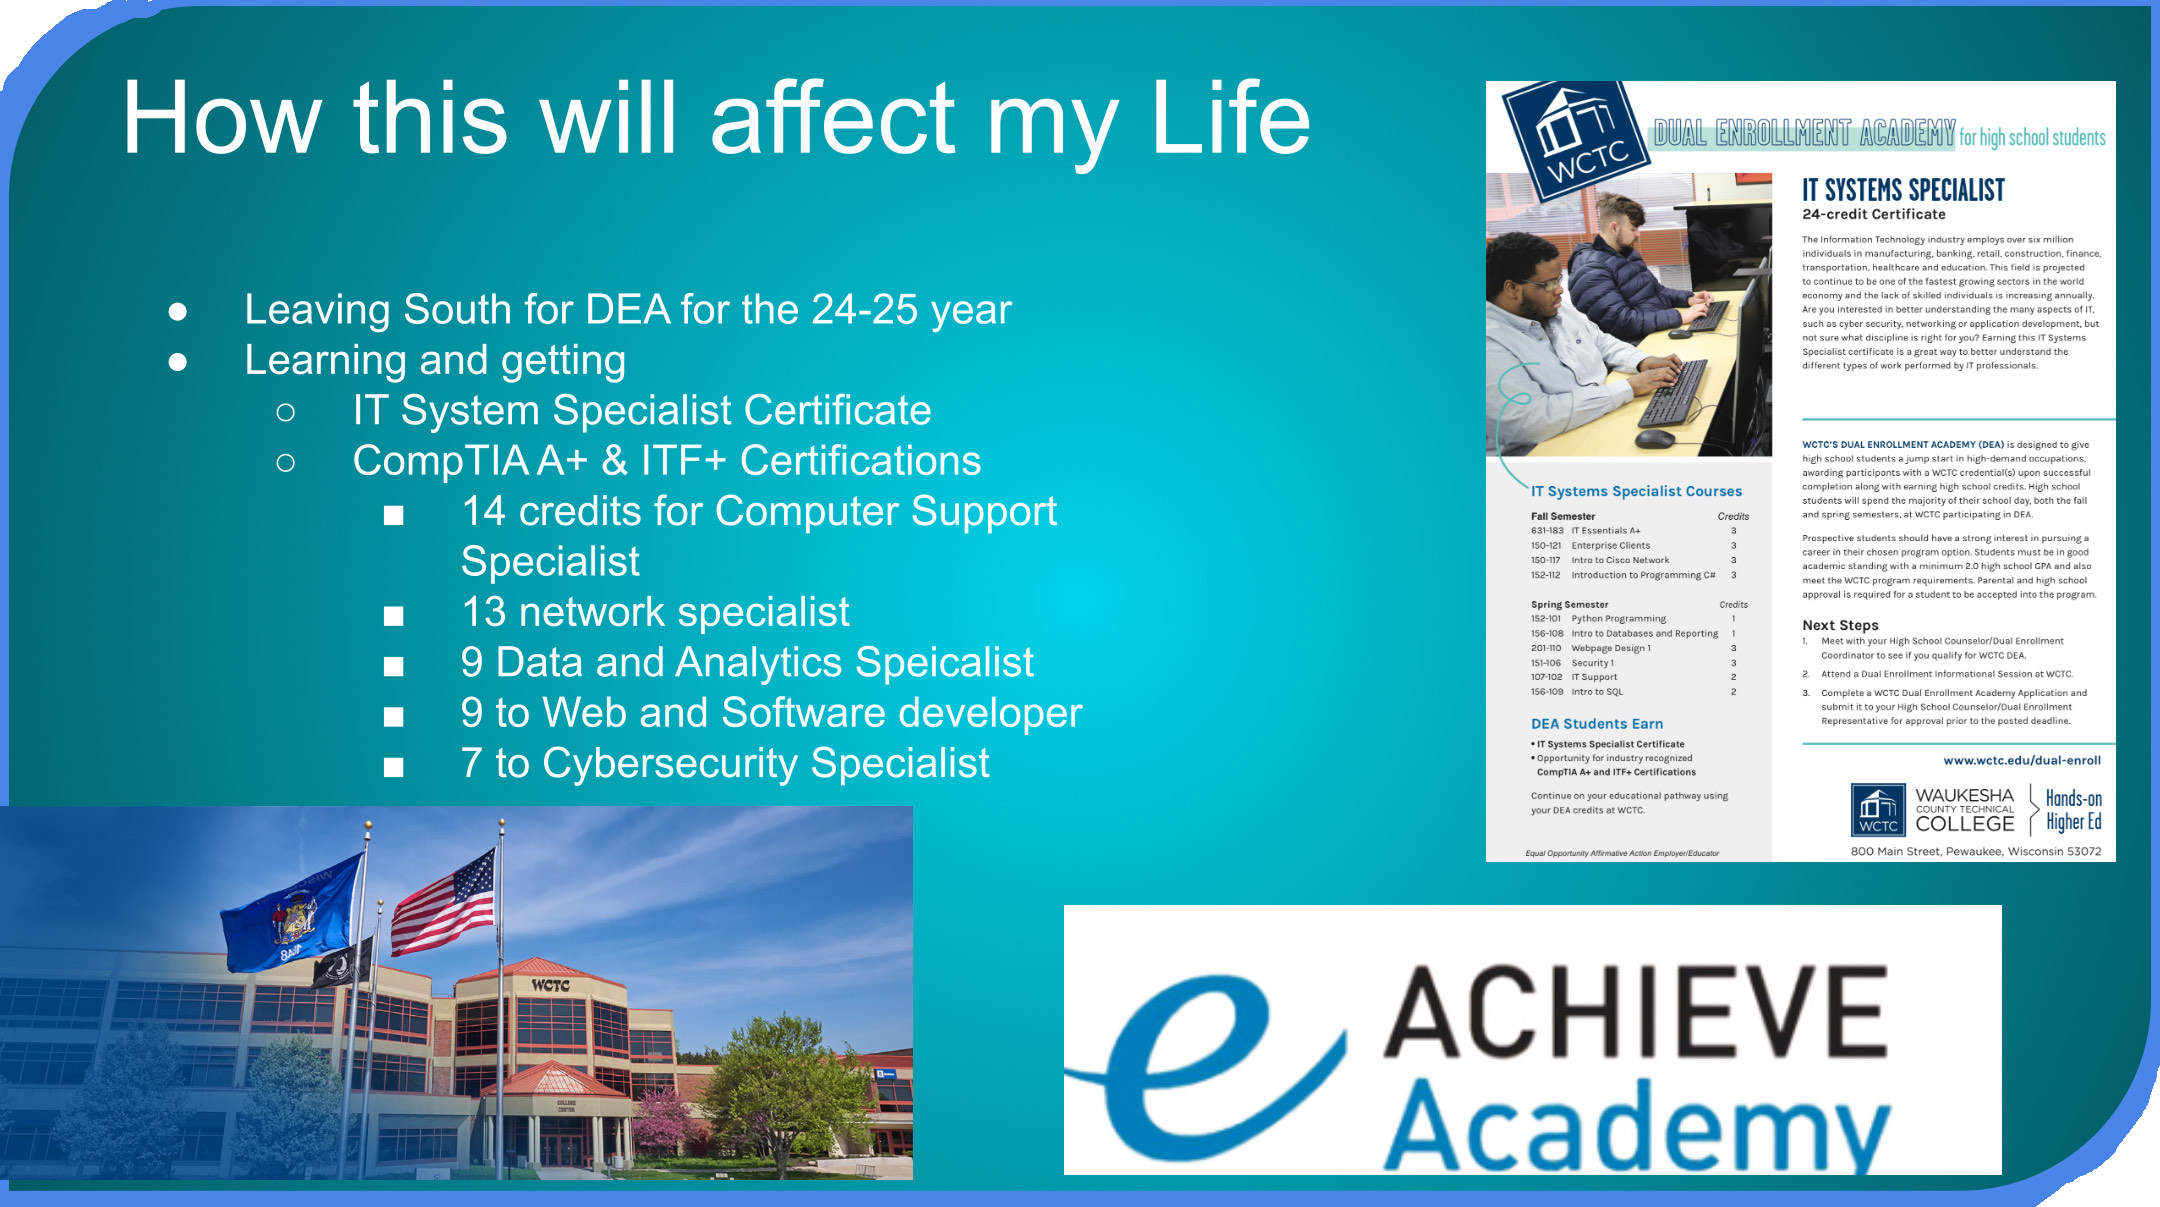 How this will affect my Life
● Leaving South for DEA for the 24-25 year
● Learning and getting
○ IT System Specialist Certificate
○ CompTIA A+ & ITF+ Certifications
■ 14 credits for Computer Support
Specialist
■ 13 network specialist
■ 9 Data and Analytics Speicalist
■ 9 to Web and Software developer
■ 7 to Cybersecurity Specialist
WCTC
DUAL ENROLLMENT ACADEMY for high school students
IT SYSTEMS SPECIALIST
24-credit Certificate
The Information Technology industry employs over six million
individuals in manufacturing, banking, retail, construction, finance,
transportation, healthcare and education. This field is projected
to continue to be one of the fastest growing sectors in the world
economy and the lack of skilled individuals is increasing annually.
Are you interested in better understanding the many aspects of IT,
such as cyber security, networking or application development, but
not sure what discipline is right for you? Earning this IT Systems
Specialist certificate is a great way to better understand the
different types of work performed by IT professionals.
WCTC'S DUAL ENROLLMENT ACADEMY (DEA) is designed to give
high school students a jump start in high-demand occupations,
awarding participants with a WCTC credential(s) upon successful
completion along with earning high school credits. High school
students will spend the majority of their school day, both the fall
and spring semesters, at WCTC participating in DEA.
Prospective students should have a strong interest in pursuing a
career in their chosen program option. Students must be in good
academic standing with a minimum 2.0 high school GPA and also
meet the WCTC program requirements. Parental and high school
approval is required for a student to be accepted into the program.
Next Steps
1. Meet with your High School Counselor/Dual Enrollment
Coordinator to see if you qualify for WCTC DEA.
2. Attend a Dual Enrollment Informational Session at WCTC.
3. Complete a WCTC Dual Enrollment Academy Application and
submit it to your High School Counselor/Dual Enrollment
Representative for approval prior to the posted deadline.
www.wctc.edu/dual-enroll
WCTC
WAUKESHA
COUNTY TECHNICAL
COLLEGE
Hands-on
Higher Ed
800 Main Street, Pewaukee, Wisconsin 53072
IT Systems Specialist Courses
Fall Semester Credits
631-183 IT Essentials A+ 3
150-121 Enterprise Clients 3
150-117 Intro to Cisco Network 3
152-112 Introduction to Programming C# 3
Spring Semester Credits
152-101 Python Programming 1
156-108 Intro to Databases and Reporting 1
201-110 Webpage Design 1 3
151-106 Security 1 3
107-102 IT Support 2
156-109 Intro to SQL 2
DEA Students Earn
• IT Systems Specialist Certificate
• Opportunity for industry recognized
CompTIA A+ and ITF+ Certifications
Continue on your educational pathway using
your DEA credits at WCTC.
Equal Opportunity Affirmative Action Employer/Educator
WISCONSIN
1848
WCTC
COLLEGE
CENTER
e ACHIEVE
Academy